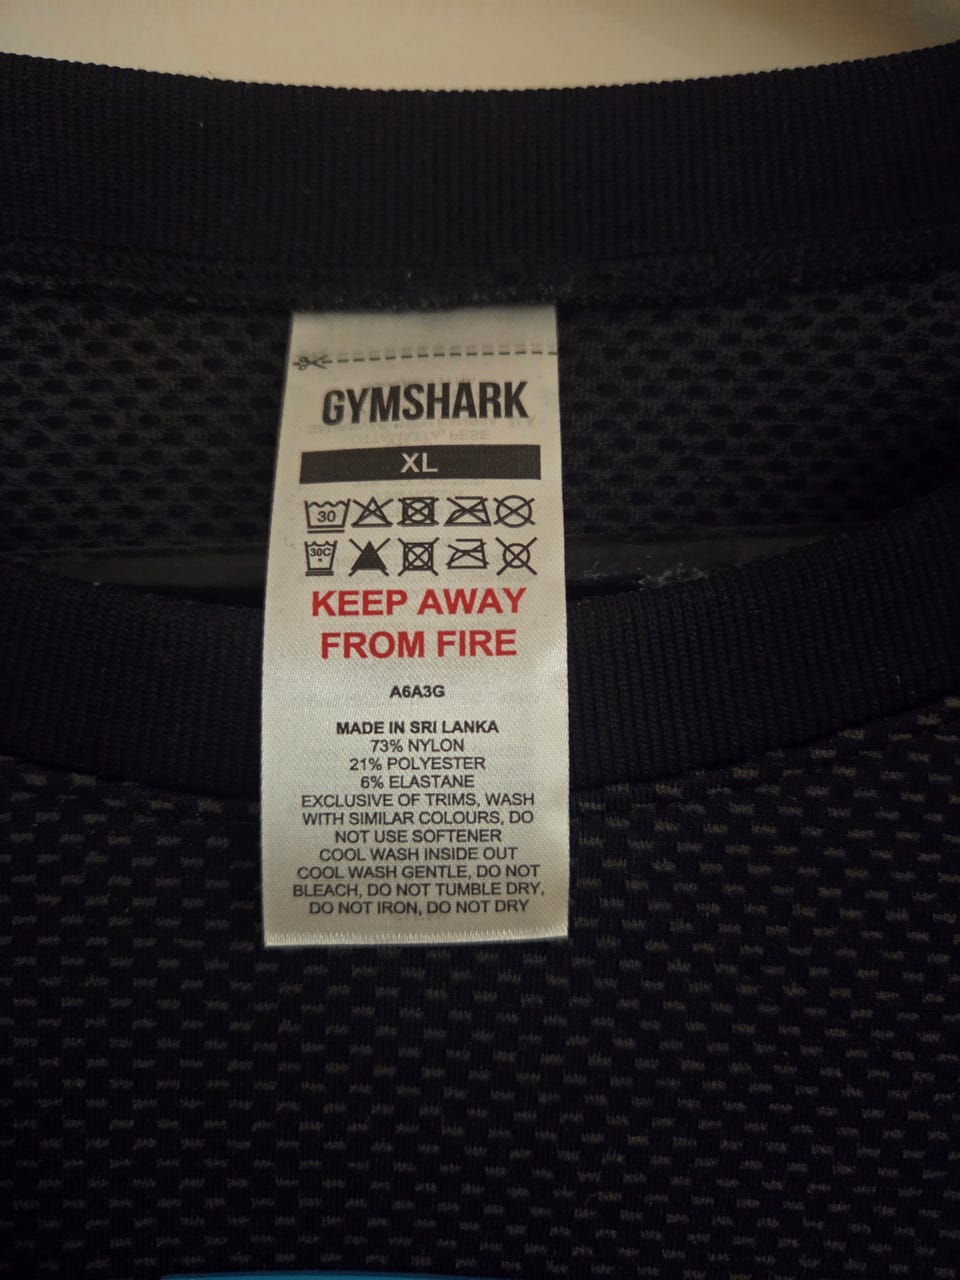 GYMSHARK
XL
30
30C
KEEP AWAY
FROM FIRE
A6A3G
MADE IN SRI LANKA
73% NYLON
21% POLYESTER
6% ELASTANE
EXCLUSIVE OF TRIMS, WASH
WITH SIMILAR COLOURS, DO
NOT USE SOFTENER
COOL WASH INSIDE OUT
COOL WASH GENTLE, DO NOT
BLEACH, DO NOT TUMBLE DRY,
DO NOT IRON, DO NOT DRY